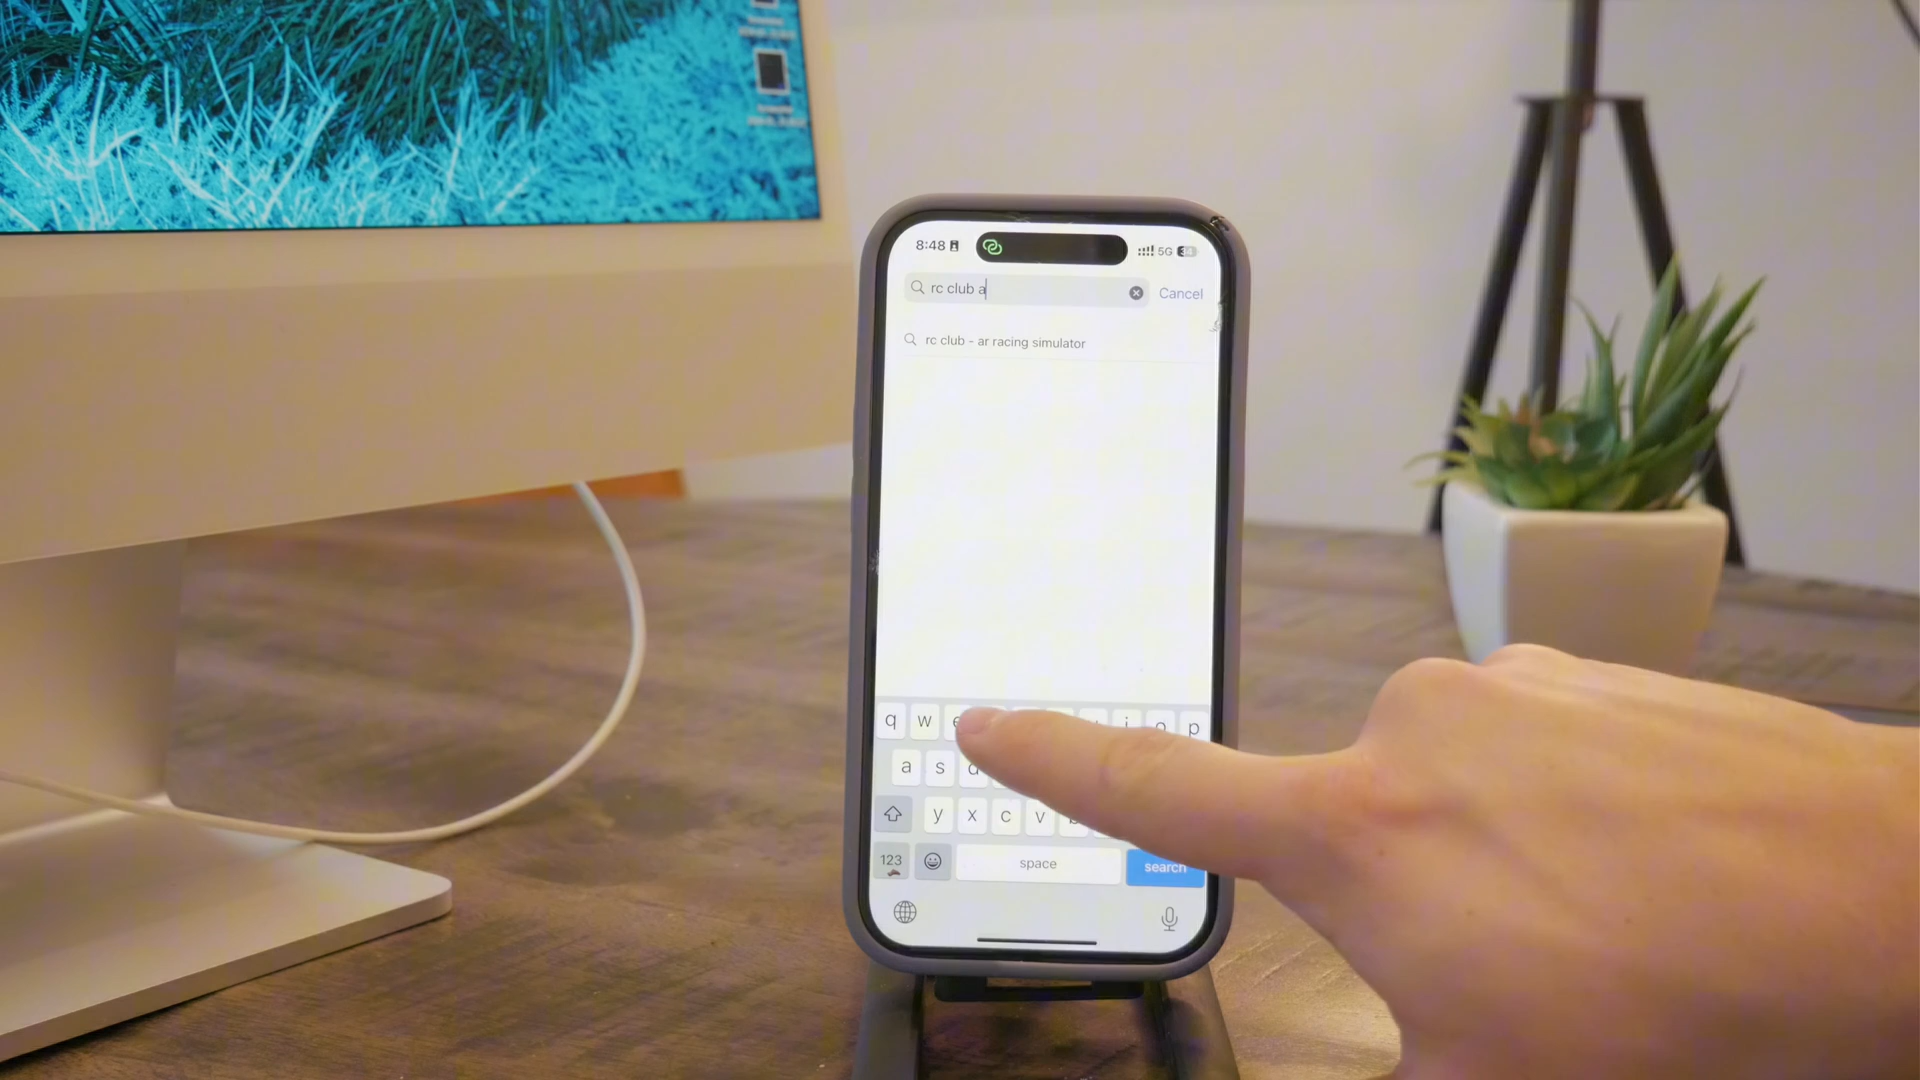 8:48
5G
rc club a
Cancel
rc club - ar racing simulator
q w e i o p
a s d
y x c v b
123
space
search